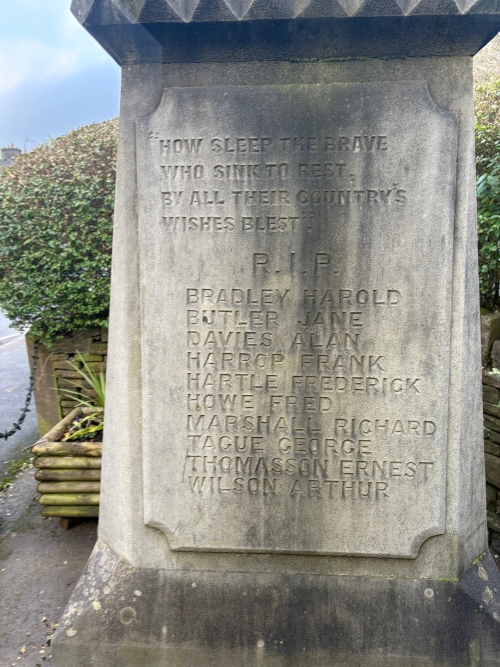 "HOW SLEEP THE BRAVE
WHO SINK TO REST,
BY ALL THEIR COUNTRY'S
WISHES BLEST".
R.I.P.
BRADLEY HAROLD
BUTLER JANE
DAVIES ALAN
HARROP FRANK
HARTLE FREDERICK
HOWE FRED
MARSHALL RICHARD
TAGUE GEORGE
THOMASSON ERNEST
WILSON ARTHUR